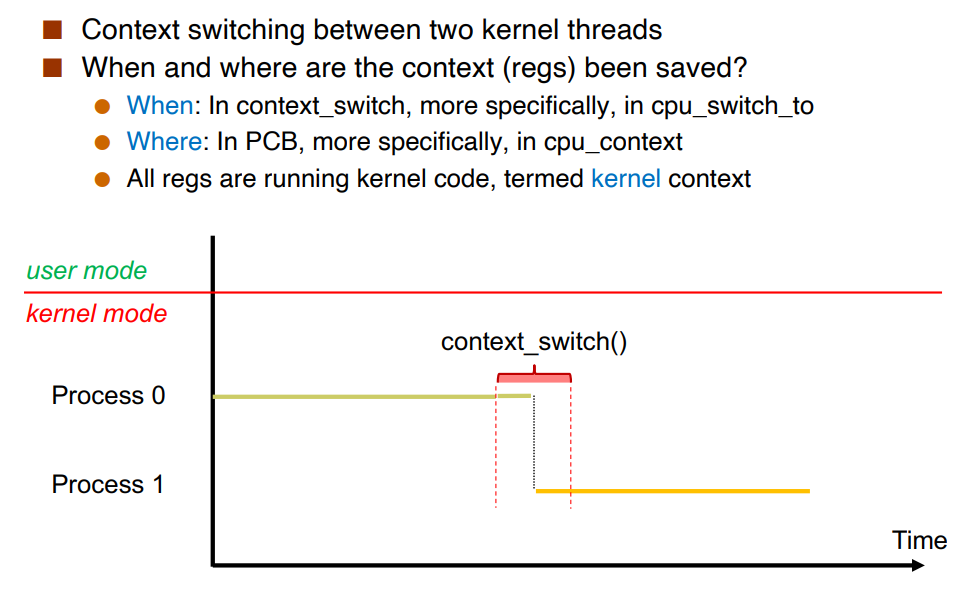 Context switching between two kernel threads
When and where are the context (regs) been saved?
When: In context_switch, more specifically, in cpu_switch_to
Where: In PCB, more specifically, in cpu_context
All regs are running kernel code, termed kernel context
user mode
kernel mode
context_switch()
Process 0
Process 1
Time